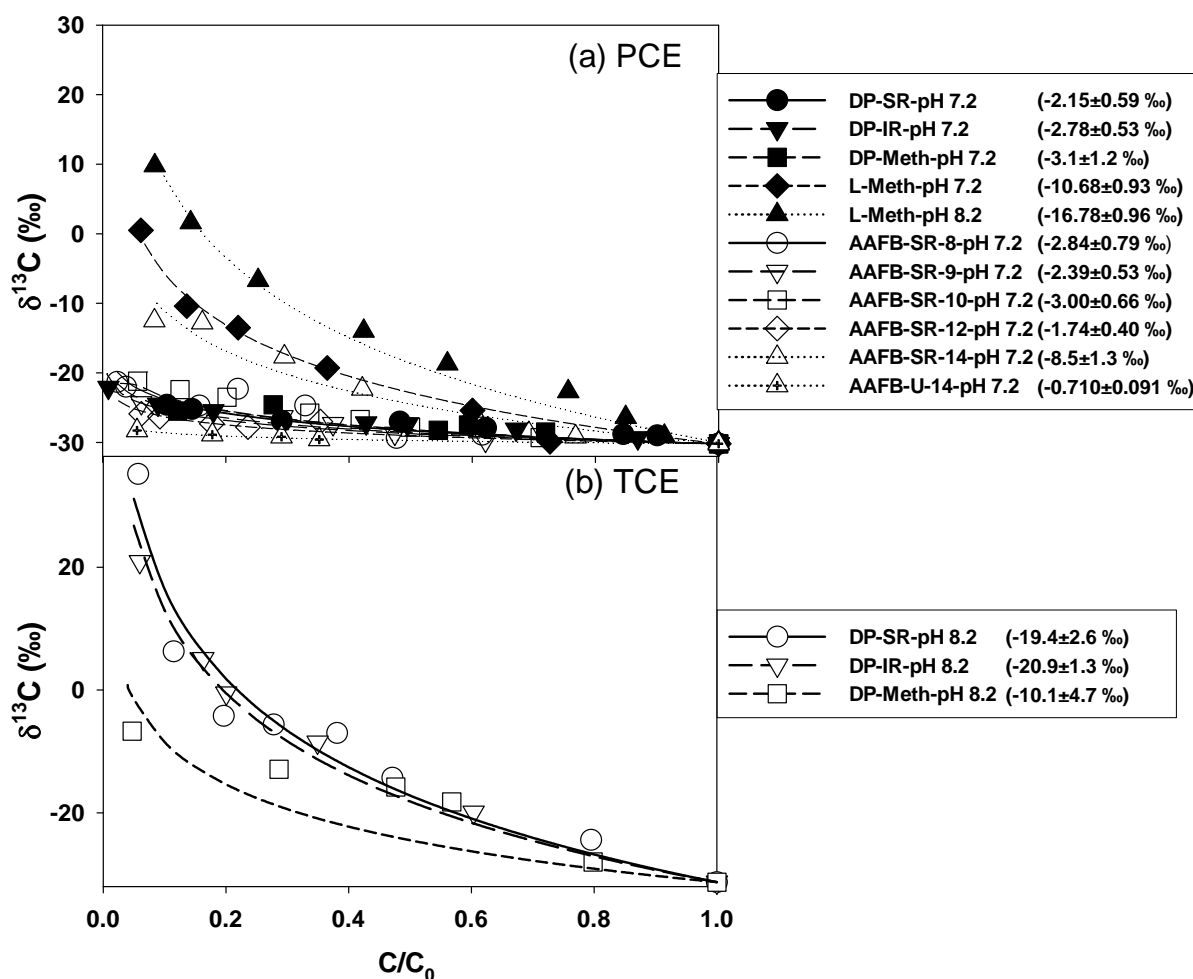 (a) PCE
30
20
10
0
-10
-20
-30
δ¹³C (‰)
DP-SR-pH 7.2 (-2.15±0.59 ‰)
DP-IR-pH 7.2 (-2.78±0.53 ‰)
DP-Meth-pH 7.2 (-3.1±1.2 ‰)
L-Meth-pH 7.2 (-10.68±0.93 ‰)
L-Meth-pH 8.2 (-16.78±0.96 ‰)
AAFB-SR-8-pH 7.2 (-2.84±0.79 ‰)
AAFB-SR-9-pH 7.2 (-2.39±0.53 ‰)
AAFB-SR-10-pH 7.2 (-3.00±0.66 ‰)
AAFB-SR-12-pH 7.2 (-1.74±0.40 ‰)
AAFB-SR-14-pH 7.2 (-8.5±1.3 ‰)
AAFB-U-14-pH 7.2 (-0.710±0.091 ‰)
(b) TCE
20
0
-20
δ¹³C (‰)
DP-SR-pH 8.2 (-19.4±2.6 ‰)
DP-IR-pH 8.2 (-20.9±1.3 ‰)
DP-Meth-pH 8.2 (-10.1±4.7 ‰)
0.0 0.2 0.4 0.6 0.8 1.0
C/C₀